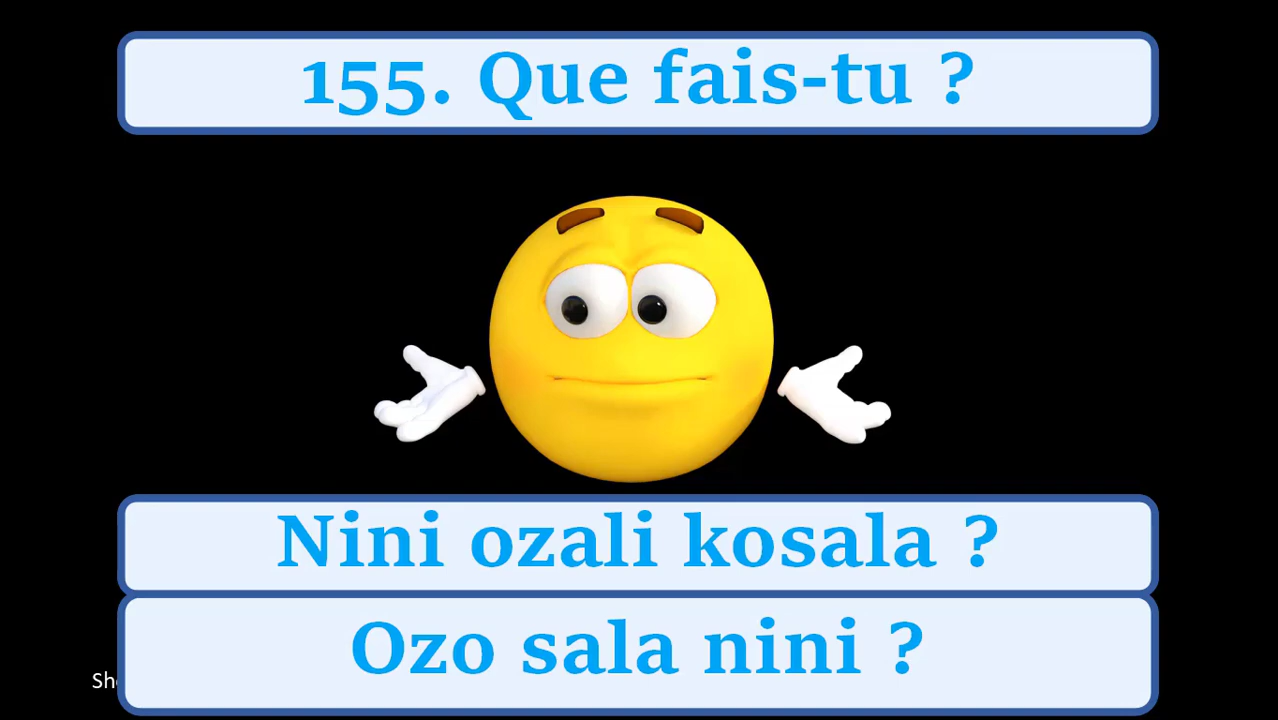 155. Que fais-tu ?
Nini ozali kosala ?
Ozo sala nini ?